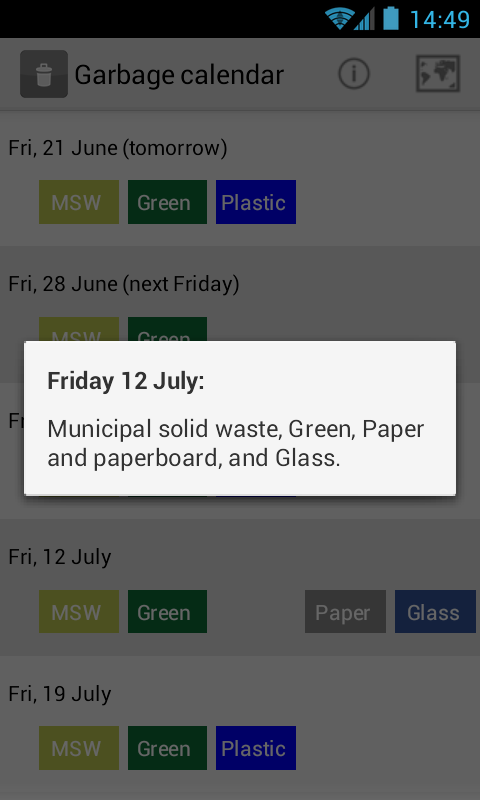 14:49
Garbage calendar
Fri, 21 June (tomorrow)
MSW Green Plastic
Fri, 28 June (next Friday)
MSW Green
Friday 12 July:
Municipal solid waste, Green, Paper
and paperboard, and Glass.
Fri, 12 July
MSW Green Paper Glass
Fri, 19 July
MSW Green Plastic